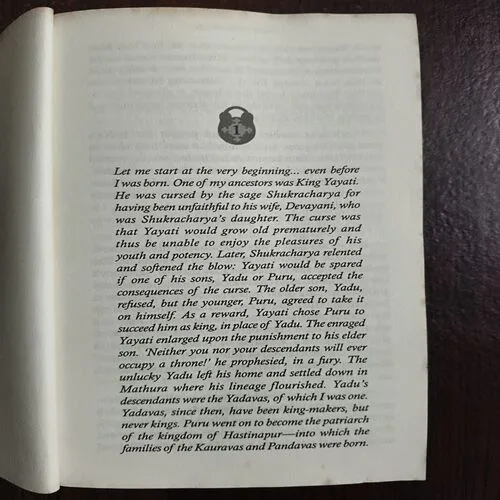 1
Let me start at the very beginning... even before
I was born. One of my ancestors was King Yayati.
He was cursed by the sage Shukracharya for
having been unfaithful to his wife, Devayani, who
was Shukracharya's daughter. The curse was
that Yayati would grow old prematurely and
thus be unable to enjoy the pleasures of his
youth and potency. Later, Shukracharya relented
and softened the blow: Yayati would be spared
if one of his sons, Yadu or Puru, accepted the
consequences of the curse. The older son, Yadu,
refused, but the younger, Puru, agreed to take it
on himself. As a reward, Yayati chose Puru to
succeed him as king, in place of Yadu. The enraged
Yayati enlarged upon the punishment to his elder
son. 'Neither you nor your descendants will ever
occupy a throne!' he prophesied, in a fury. The
unlucky Yadu left his home and settled down in
Mathura where his lineage flourished. Yadu's
descendants were the Yadavas, of which I was one.
Yadavas, since then, have been king-makers, but
never kings. Puru went on to become the patriarch
of the kingdom of Hastinapur—into which the
families of the Kauravas and Pandavas were born.